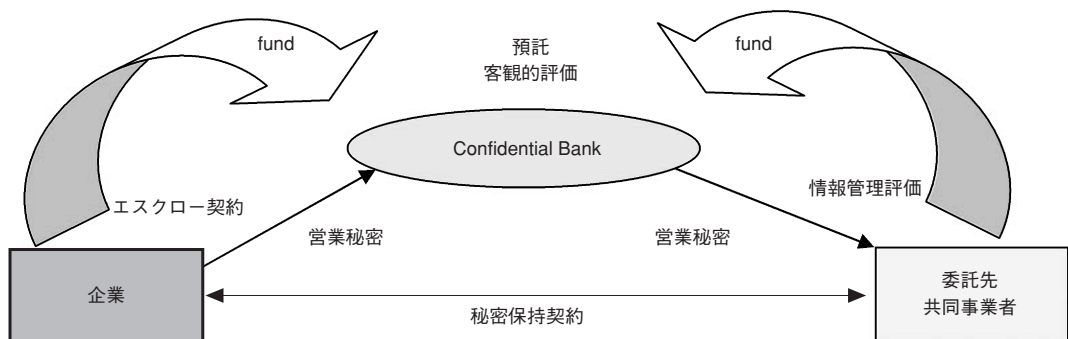 fund
fund
預託
客観的評価
Confidential Bank
エスクロー契約
情報管理評価
営業秘密
営業秘密
企業
委託先
共同事業者
秘密保持契約